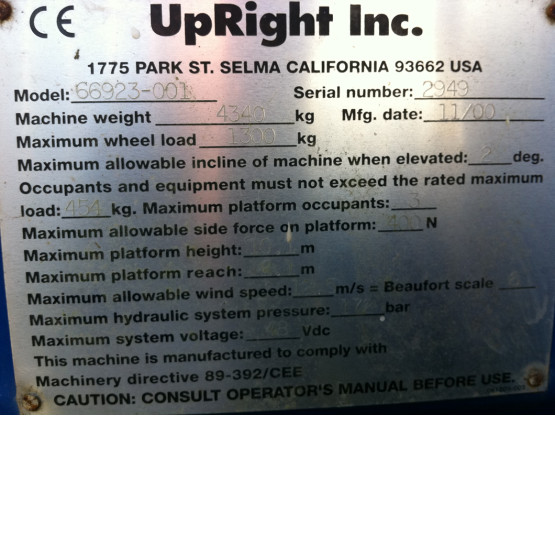 CE UpRight Inc.
1775 PARK ST. SELMA CALIFORNIA 93662 USA
Model: 66923-001 Serial number: 2949
Machine weight 4340 kg Mfg. date: 11/00
Maximum wheel load 1300 kg
Maximum allowable incline of machine when elevated: 2 deg.
Occupants and equipment must not exceed the rated maximum
load: 454 kg. Maximum platform occupants: 3
Maximum allowable side force on platform: 400 N
Maximum platform height: m
Maximum platform reach: m
Maximum allowable wind speed: m/s = Beaufort scale
Maximum hydraulic system pressure: bar
Maximum system voltage: Vdc
This machine is manufactured to comply with
Machinery directive 89-392/CEE
CAUTION: CONSULT OPERATOR'S MANUAL BEFORE USE.